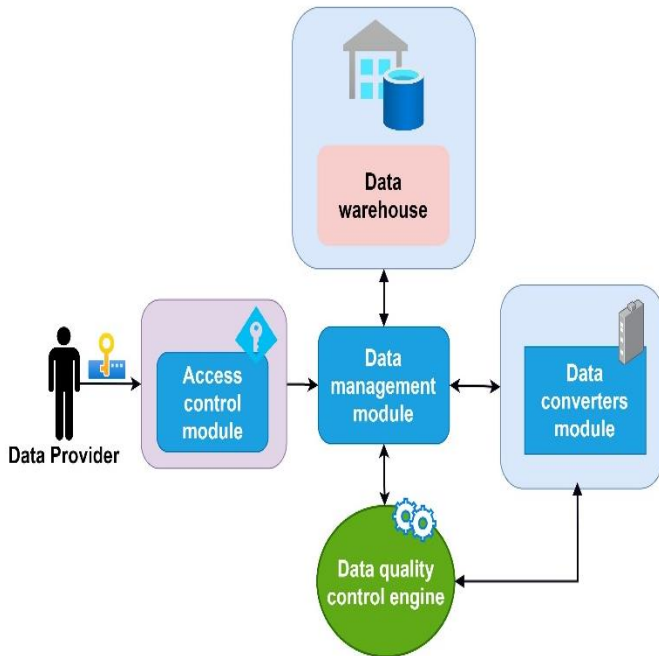 Data
warehouse
Data Provider
Access
control
module
Data
management
module
Data
converters
module
Data quality
control engine